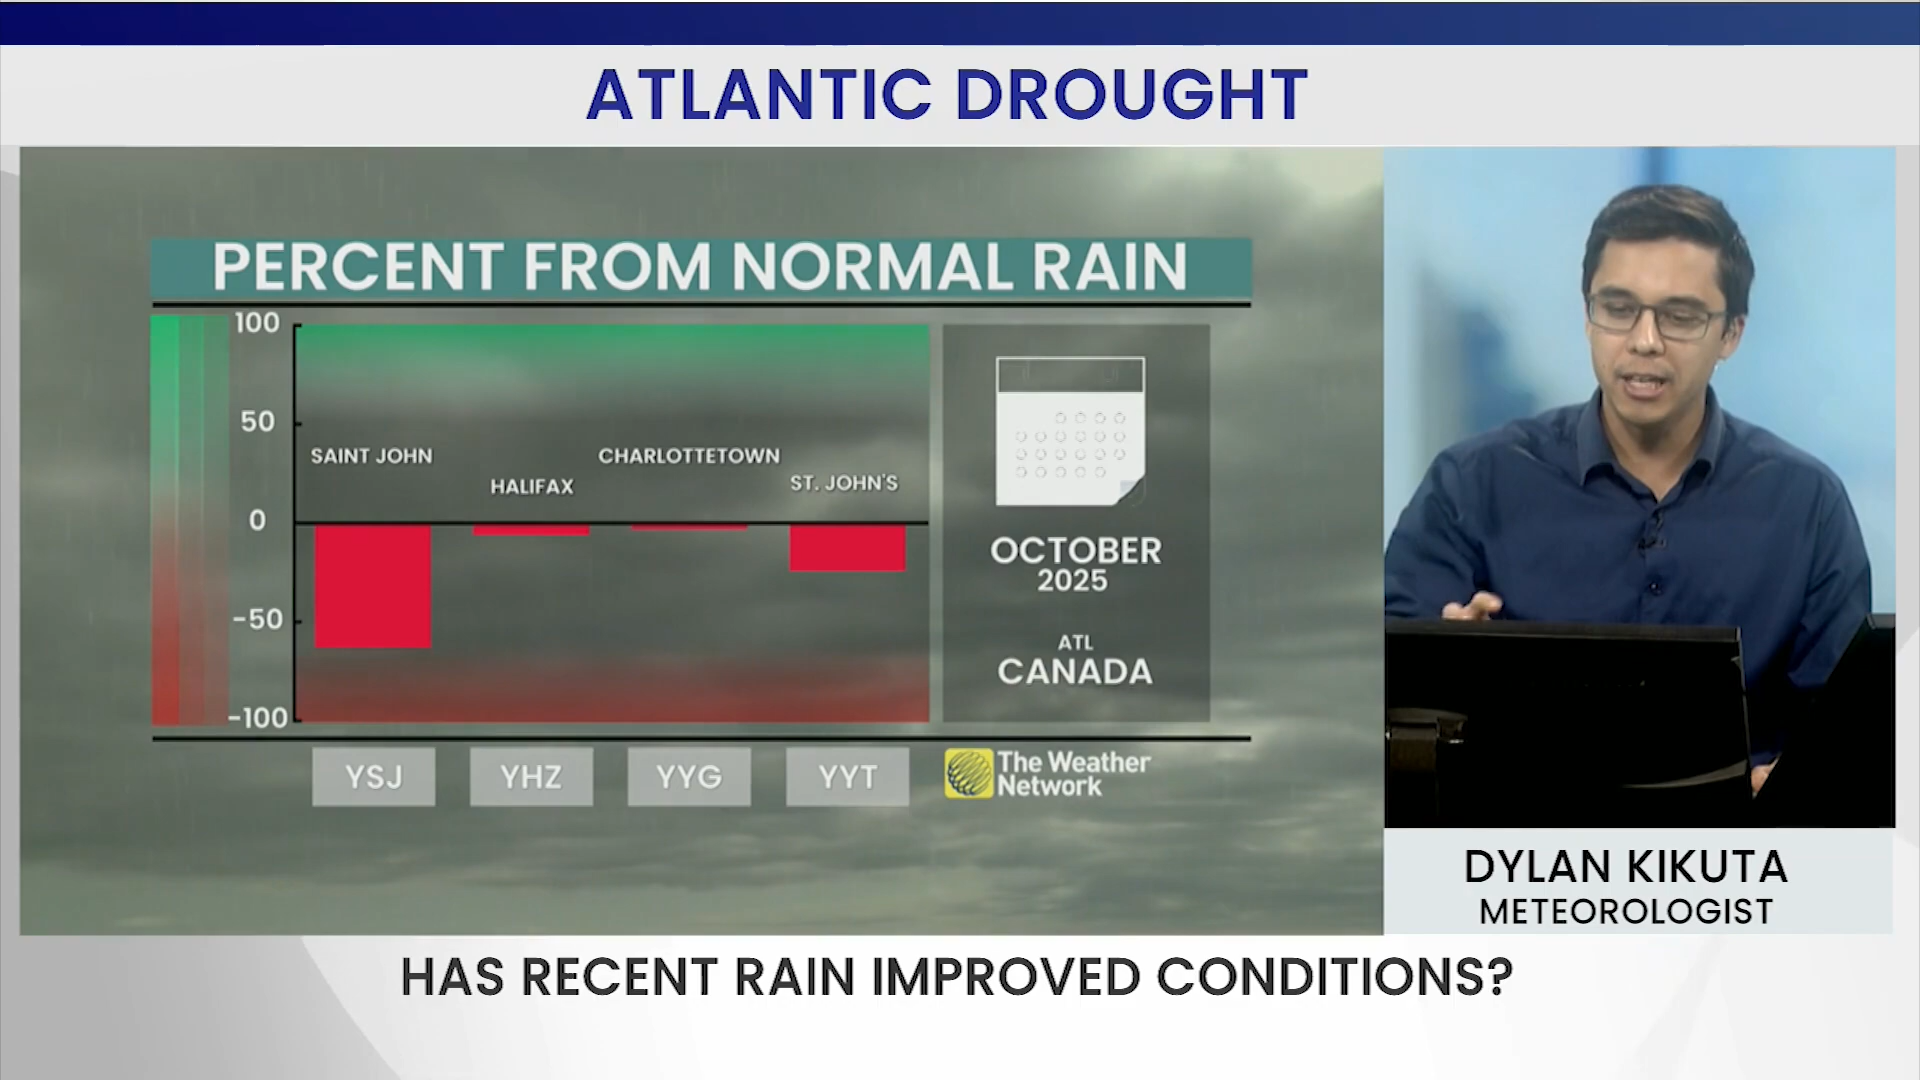 ATLANTIC DROUGHT
PERCENT FROM NORMAL RAIN
100
50
0
-50
-100
SAINT JOHN
HALIFAX
CHARLOTTETOWN
ST. JOHN'S
YSJ
YHZ
YYG
YYT
OCTOBER
2025
ATL
CANADA
The Weather
Network
DYLAN KIKUTA
METEOROLOGIST
HAS RECENT RAIN IMPROVED CONDITIONS?